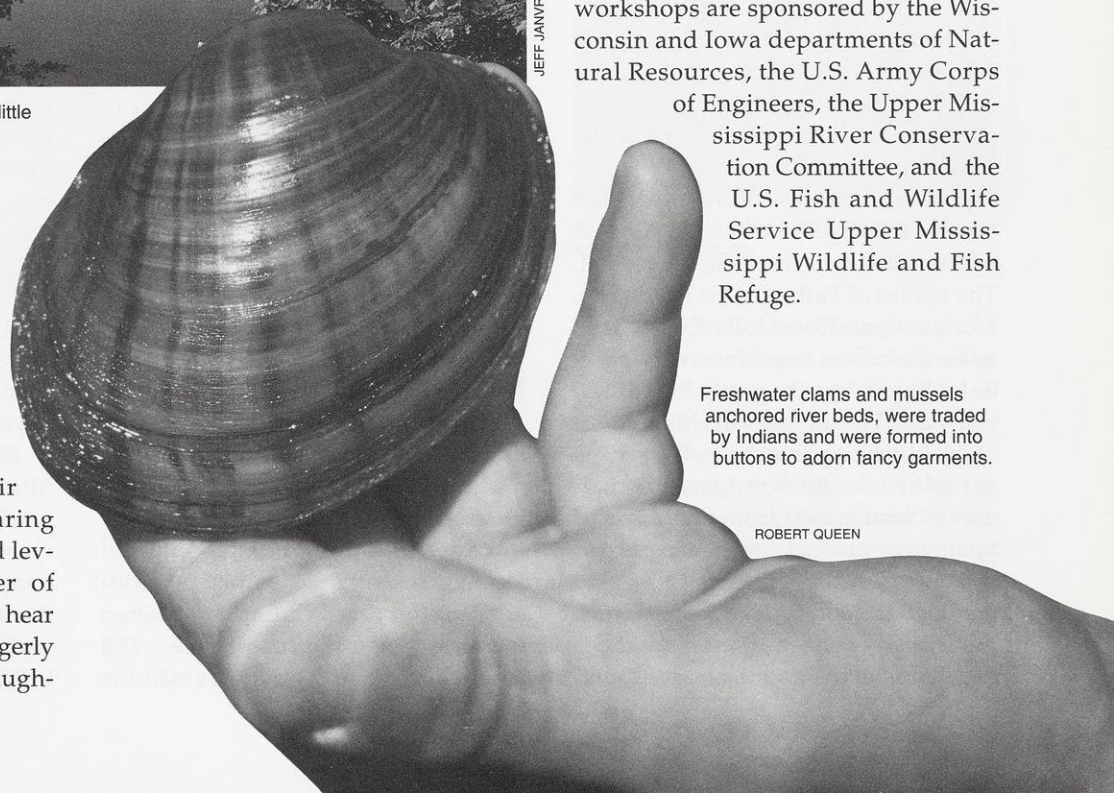 little
ir
aring
d lev-
er of
hear
gerly
ugh-
JEFF JANVR
workshops are sponsored by the Wis-
consin and Iowa departments of Nat-
ural Resources, the U.S. Army Corps
of Engineers, the Upper Mis-
sissippi River Conserva-
tion Committee, and the
U.S. Fish and Wildlife
Service Upper Missis-
sippi Wildlife and Fish
Refuge.
Freshwater clams and mussels
anchored river beds, were traded
by Indians and were formed into
buttons to adorn fancy garments.
ROBERT QUEEN